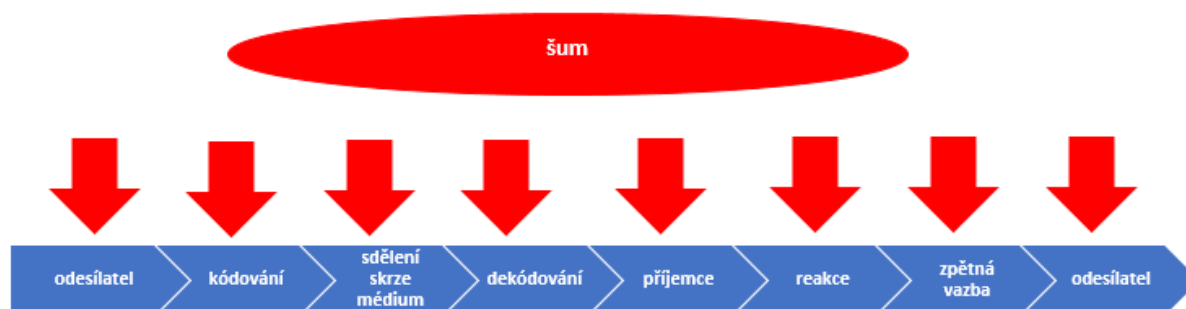 šum
odesílatel
kódování
sdělení
skrze
médium
dekódování
příjemce
reakce
zpětná
vazba
odesílatel